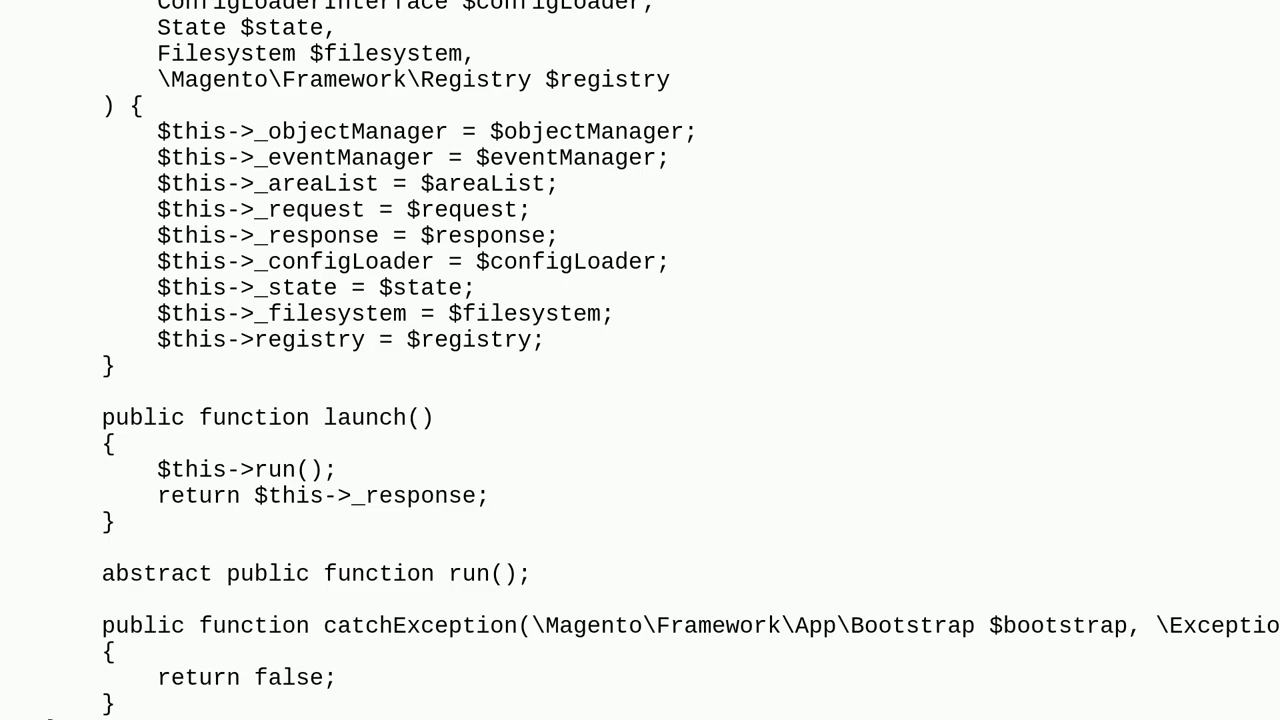 ConfigLoaderInterface $configLoader,
State $state,
Filesystem $filesystem,
\Magento\Framework\Registry $registry
) {
$this->_objectManager = $objectManager;
$this->_eventManager = $eventManager;
$this->_areaList = $areaList;
$this->_request = $request;
$this->_response = $response;
$this->_configLoader = $configLoader;
$this->_state = $state;
$this->_filesystem = $filesystem;
$this->registry = $registry;
}
public function launch()
{
$this->run();
return $this->_response;
}
abstract public function run();
public function catchException(\Magento\Framework\App\Bootstrap $bootstrap, \Exceptio
{
return false;
}